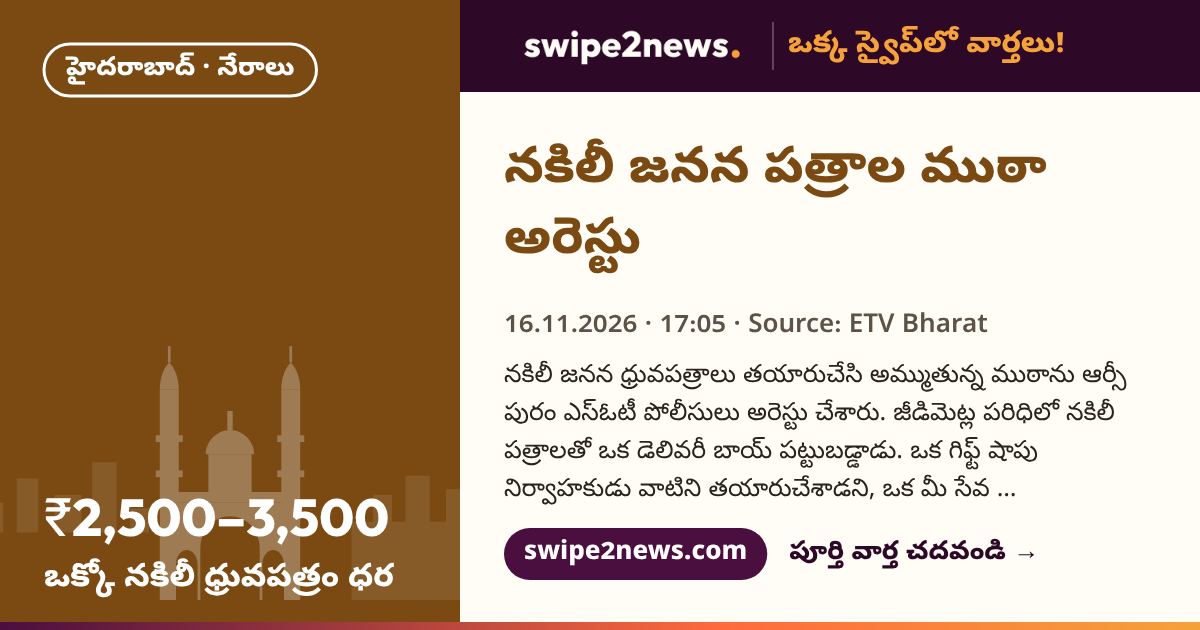 హైదరాబాద్ · నేరాలు
₹2,500–3,500
ఒక్కో నకిలీ ధ్రువపత్రం ధర
swipe2news.
ఒక్క స్వైప్‌లో వార్తలు!
నకిలీ జనన పత్రాల ముఠా
అరెస్టు
16.11.2026 · 17:05 · Source: ETV Bharat
నకిలీ జనన ధ్రువపత్రాలు తయారుచేసి అమ్ముతున్న ముఠాను ఆర్సీ
పురం ఎస్ఓటీ పోలీసులు అరెస్టు చేశారు. జీడిమెట్ల పరిధిలో నకిలీ
పత్రాలతో ఒక డెలివరీ బాయ్ పట్టుబడ్డాడు. ఒక గిఫ్ట్ షాపు
నిర్వాహకుడు వాటిని తయారుచేశాడని, ఒక మీ సేవ ...
swipe2news.com
పూర్తి వార్త చదవండి →